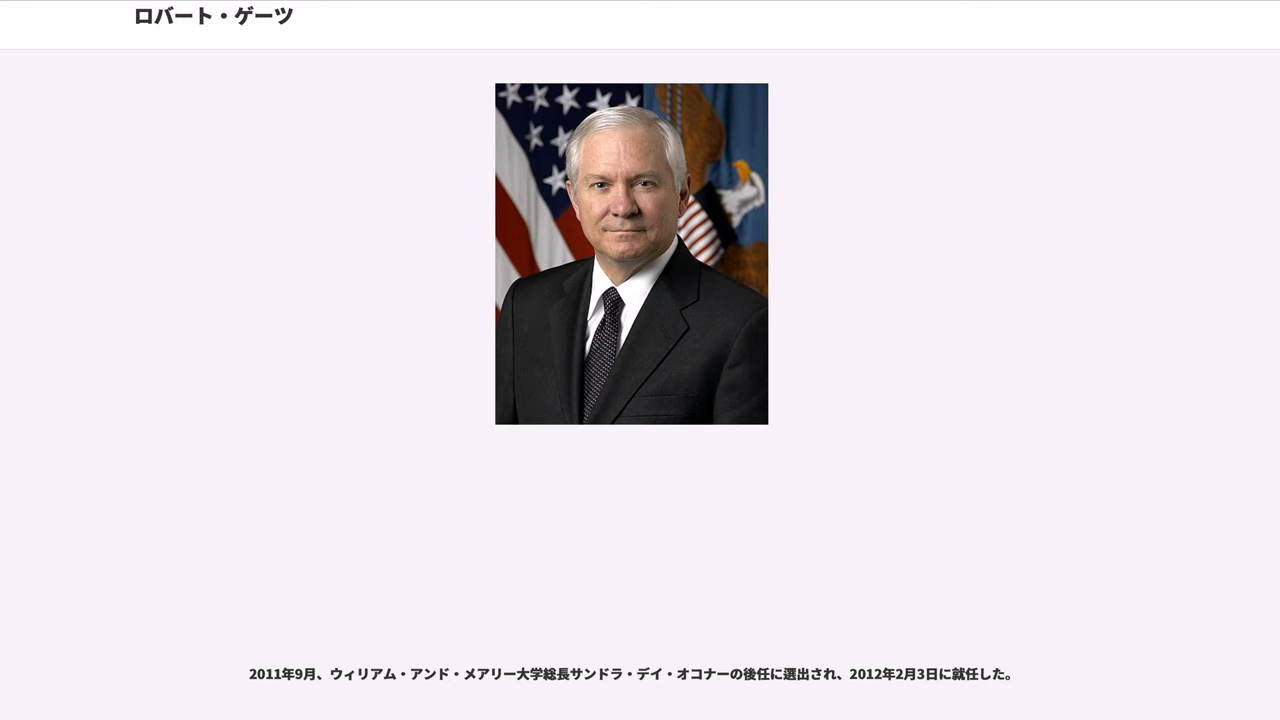 ロバート・ゲーツ
2011年9月、ウィリアム・アンド・メアリー大学総長サンドラ・デイ・オコナーの後任に選出され、2012年2月3日に就任した。